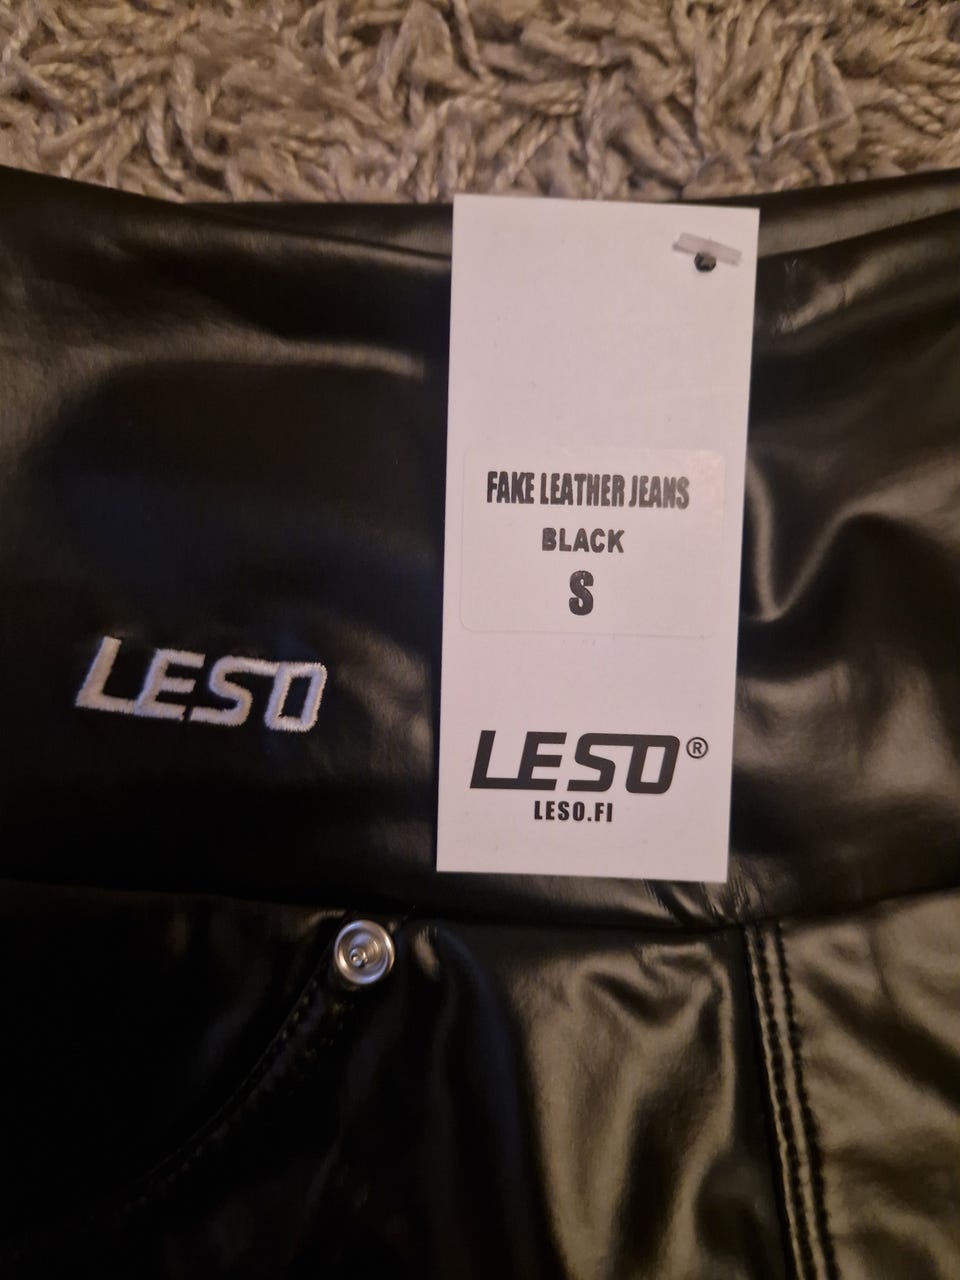 FAKE LEATHER JEANS
BLACK
S
LESO
LESO®
LESO.FI